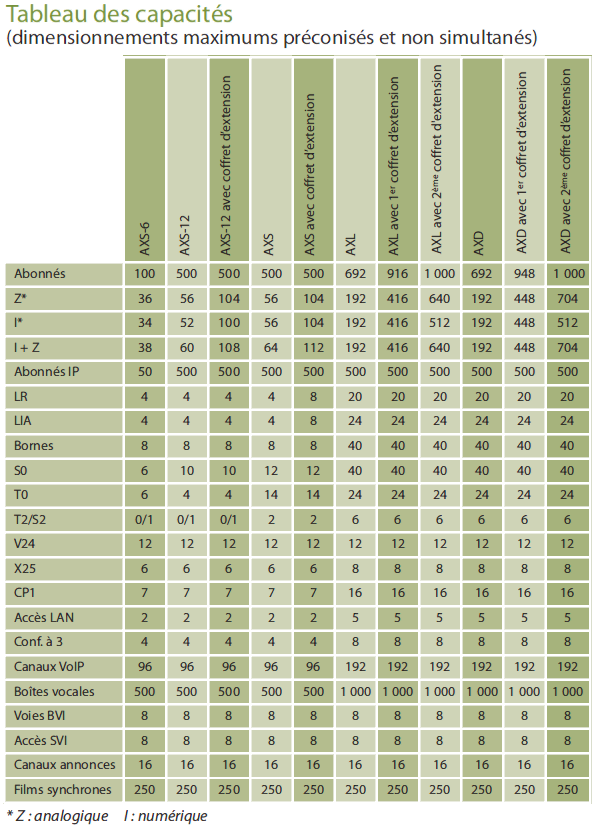 Tableau des capacités
(dimensionnements maximums préconisés et non simultanés)
AXS-6 AXS-12 AXS-12 avec coffret d'extension AXS AXS avec coffret d'extension AXL AXL avec 1er coffret d'extension AXL avec 2ème coffret d'extension AXD AXD avec 1er coffret d'extension AXD avec 2ème coffret d'extension
Abonnés 100 500 500 500 500 692 916 1 000 692 948 1 000
Z* 36 56 104 56 104 192 416 640 192 448 704
I* 34 52 100 56 104 192 416 512 192 448 512
I + Z 38 60 108 64 112 192 416 640 192 448 704
Abonnés IP 50 500 500 500 500 500 500 500 500 500 500
LR 4 4 4 4 8 20 20 20 20 20 20
LIA 4 4 4 4 8 24 24 24 24 24 24
Bornes 8 8 8 8 8 40 40 40 40 40 40
S0 6 10 10 12 12 40 40 40 40 40 40
T0 6 4 4 14 14 24 24 24 24 24 24
T2/S2 0/1 0/1 0/1 2 2 6 6 6 6 6 6
V24 12 12 12 12 12 12 12 12 12 12 12
X25 6 6 6 6 6 8 8 8 8 8 8
CP1 7 7 7 7 7 16 16 16 16 16 16
Accès LAN 2 2 2 2 2 5 5 5 5 5 5
Conf. à 3 4 4 4 4 4 8 8 8 8 8 8
Canaux VoIP 96 96 96 96 96 192 192 192 192 192 192
Boîtes vocales 500 500 500 500 500 1 000 1 000 1 000 1 000 1 000 1 000
Voies BVI 8 8 8 8 8 8 8 8 8 8 8
Accès SVI 8 8 8 8 8 8 8 8 8 8 8
Canaux annonces 16 16 16 16 16 16 16 16 16 16 16
Films synchrones 250 250 250 250 250 250 250 250 250 250 250
* Z : analogique I : numérique